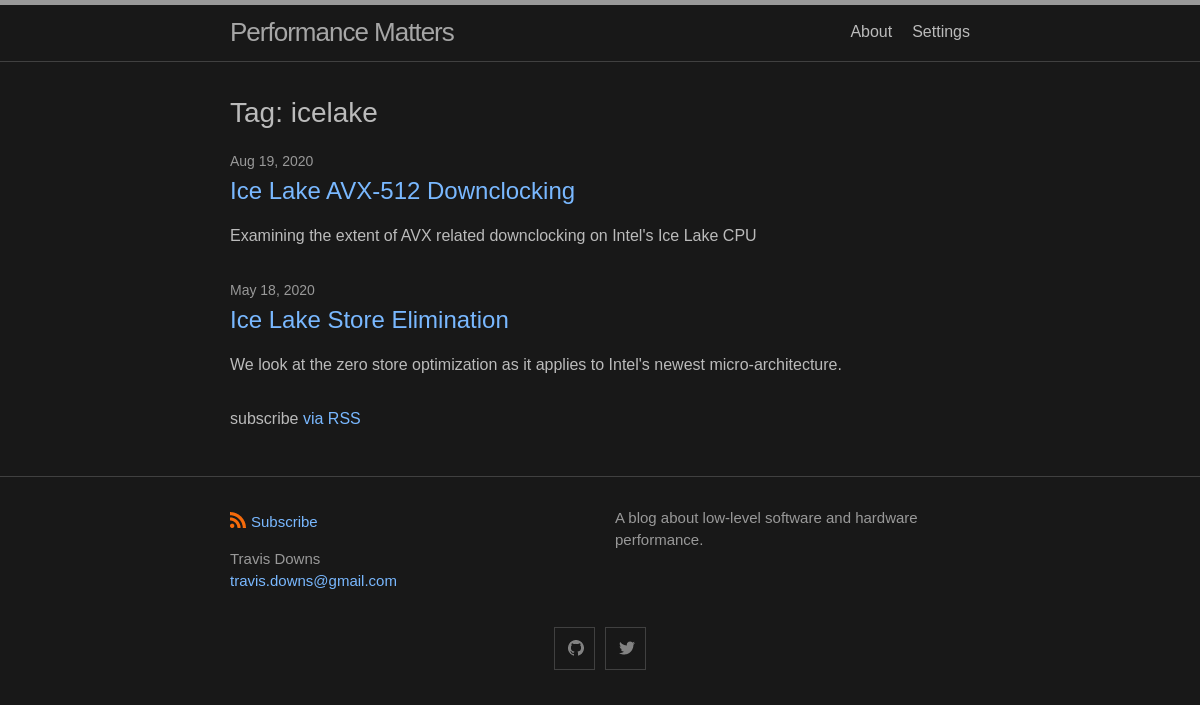 Performance Matters
About Settings
Tag: icelake
Aug 19, 2020
Ice Lake AVX-512 Downclocking
Examining the extent of AVX related downclocking on Intel's Ice Lake CPU
May 18, 2020
Ice Lake Store Elimination
We look at the zero store optimization as it applies to Intel's newest micro-architecture.
subscribe via RSS
Subscribe
Travis Downs
travis.downs@gmail.com
A blog about low-level software and hardware
performance.